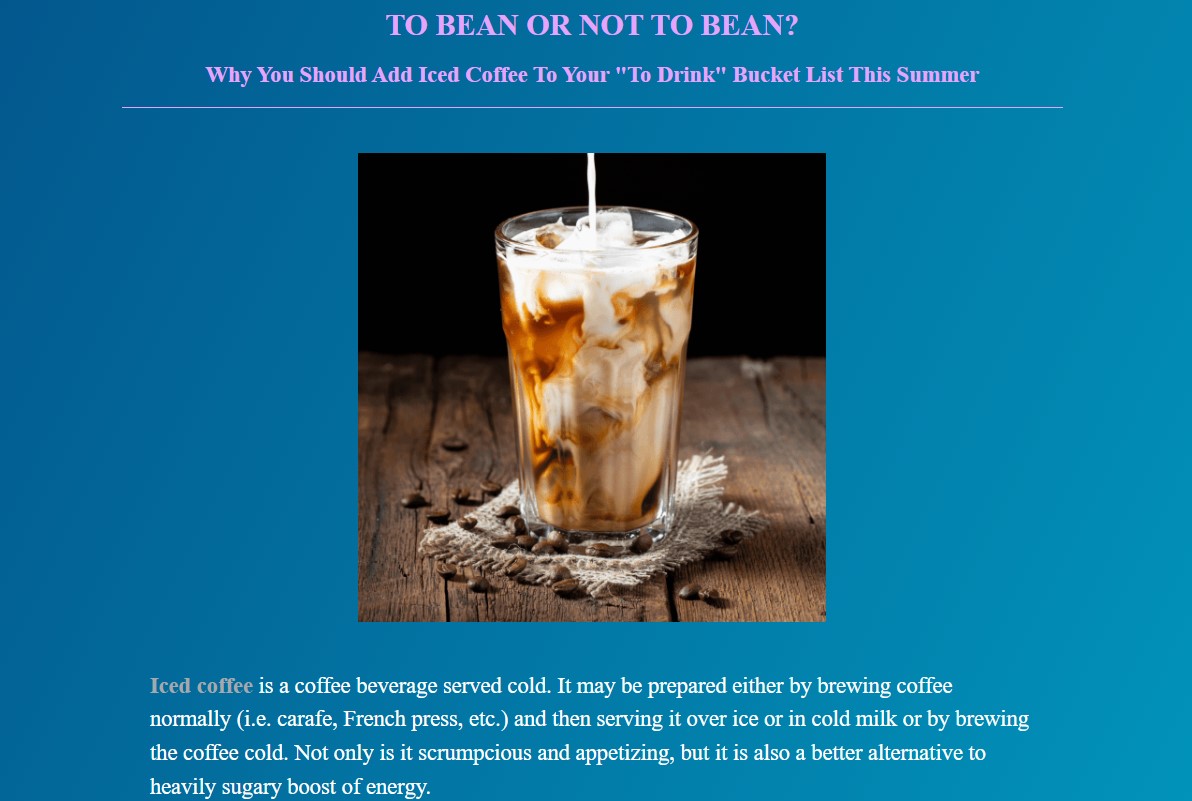 TO BEAN OR NOT TO BEAN?
Why You Should Add Iced Coffee To Your "To Drink" Bucket List This Summer
Iced coffee is a coffee beverage served cold. It may be prepared either by brewing coffee
normally (i.e. carafe, French press, etc.) and then serving it over ice or in cold milk or by brewing
the coffee cold. Not only is it scrumpcious and appetizing, but it is also a better alternative to
heavily sugary boost of energy.